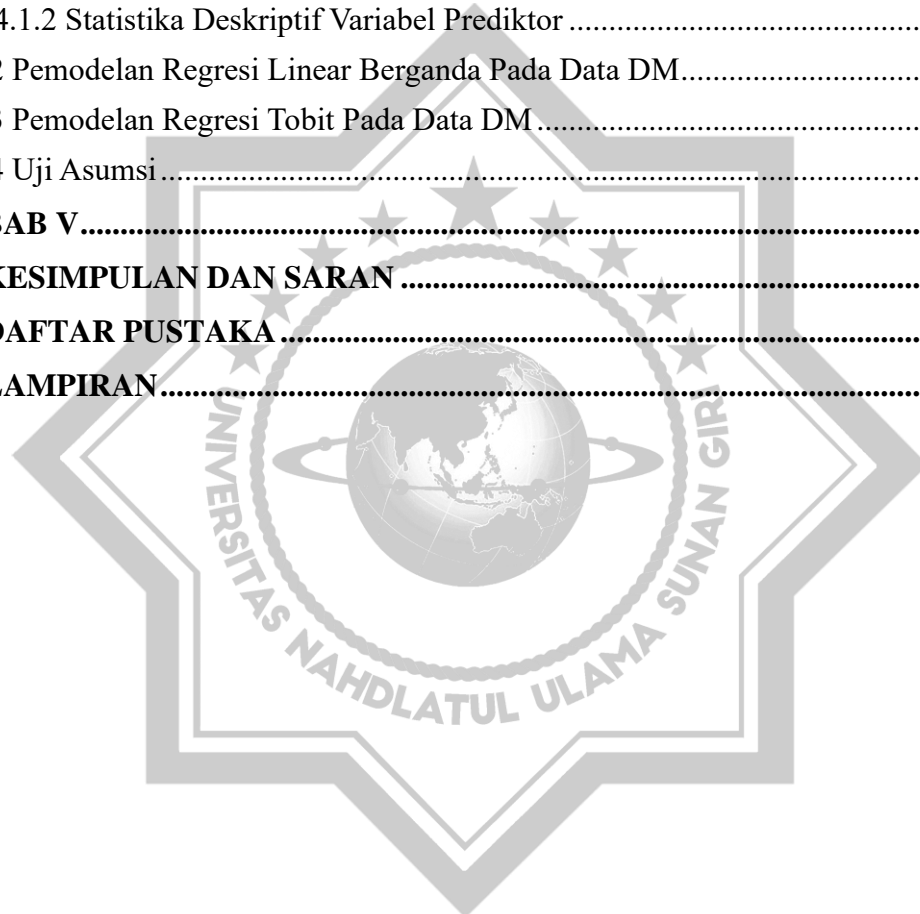 4.1.2 Statistika Deskriptif Variabel Prediktor ............................................
2 Pemodelan Regresi Linear Berganda Pada Data DM..............................
3 Pemodelan Regresi Tobit Pada Data DM ................................................
4 Uji Asumsi ...............................................................................................
BAB V.........................................................................................................
KESIMPULAN DAN SARAN .................................................................
DAFTAR PUSTAKA ................................................................................
LAMPIRAN...............................................................................................
UNIVERSITAS NAHDLATUL ULAMA SUNAN GIRI